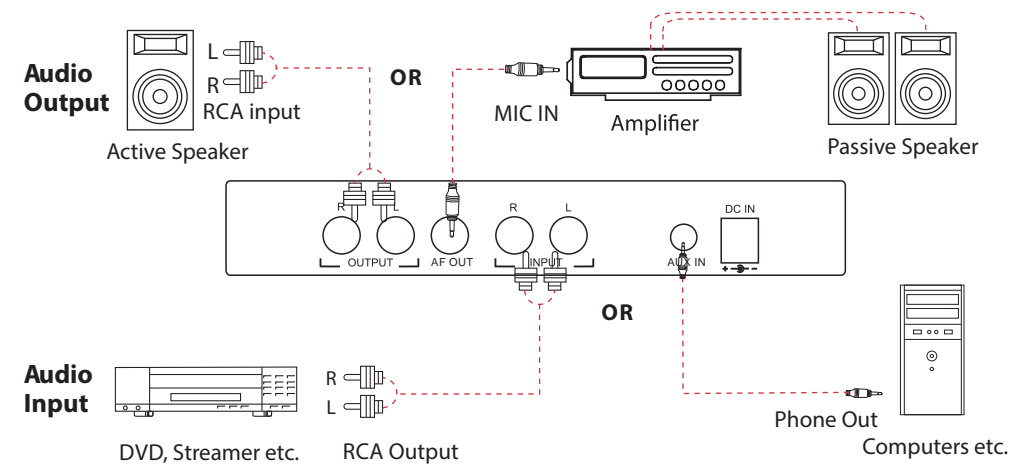 Audio
Output
L
R
RCA input
Active Speaker
OR
MIC IN
Amplifier
Passive Speaker
R L
OUTPUT
AF OUT
R L
INPUT
AUX IN
DC IN
+ -
OR
Audio
Input
DVD, Streamer etc.
R
L
RCA Output
Phone Out
Computers etc.